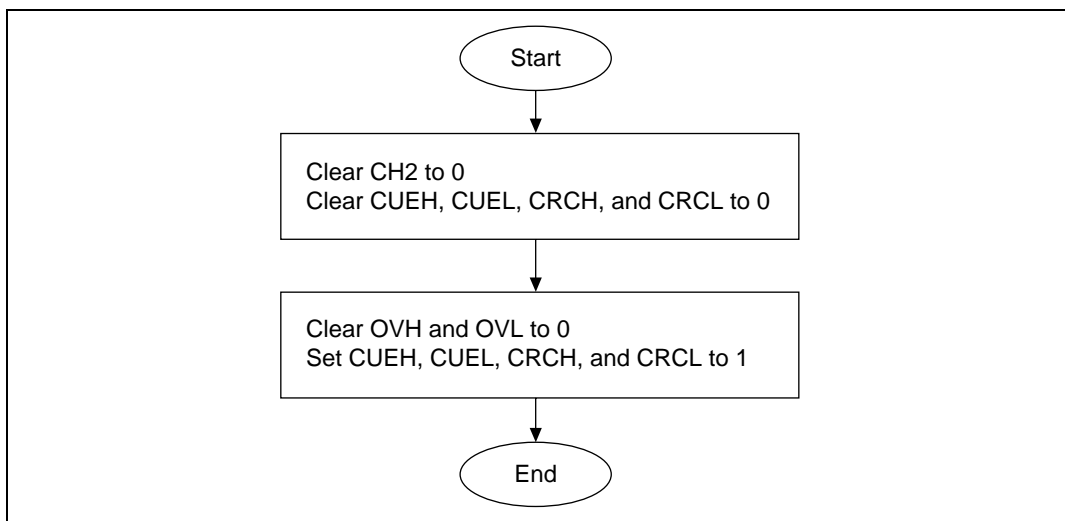 Start
Clear CH2 to 0
Clear CUEH, CUEL, CRCH, and CRCL to 0
Clear OVH and OVL to 0
Set CUEH, CUEL, CRCH, and CRCL to 1
End